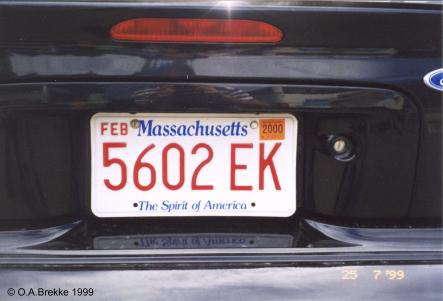 FEB Massachusetts 2000
5602 EK
The Spirit of America
25 7 '99
© O.A.Brekke 1999